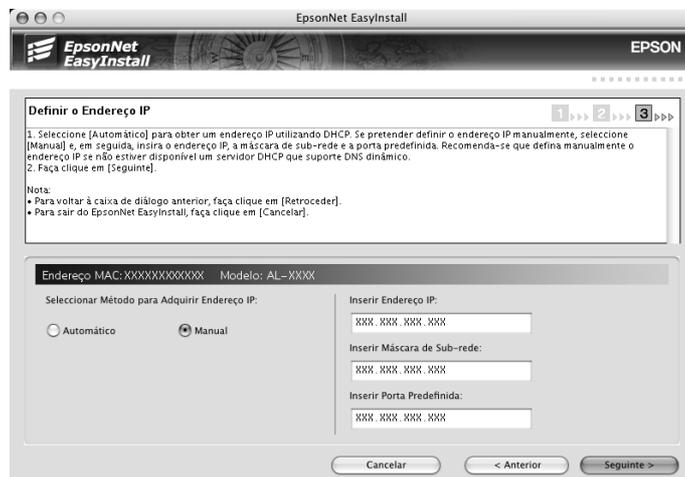 EpsonNet EasyInstall
EpsonNet
EasyInstall
EPSON
Definir o Endereço IP
1 2 3
1. Seleccione [Automático] para obter um endereço IP utilizando DHCP. Se pretender definir o endereço IP manualmente, seleccione
[Manual] e, em seguida, insira o endereço IP, a máscara de sub-rede e a porta predefinida. Recomenda-se que defina manualmente o
endereço IP se não estiver disponível um servidor DHCP que suporte DNS dinâmico.
2. Faça clique em [Seguinte].
Nota:
• Para voltar à caixa de diálogo anterior, faça clique em [Retroceder].
• Para sair do EpsonNet EasyInstall, faça clique em [Cancelar].
Endereço MAC:XXXXXXXXXXXX Modelo: AL-XXXX
Seleccionar Método para Adquirir Endereço IP:
Automático Manual
Inserir Endereço IP:
XXX.XXX.XXX.XXX
Inserir Máscara de Sub-rede:
XXX.XXX.XXX.XXX
Inserir Porta Predefinida:
XXX.XXX.XXX.XXX
Cancelar < Anterior Seguinte >